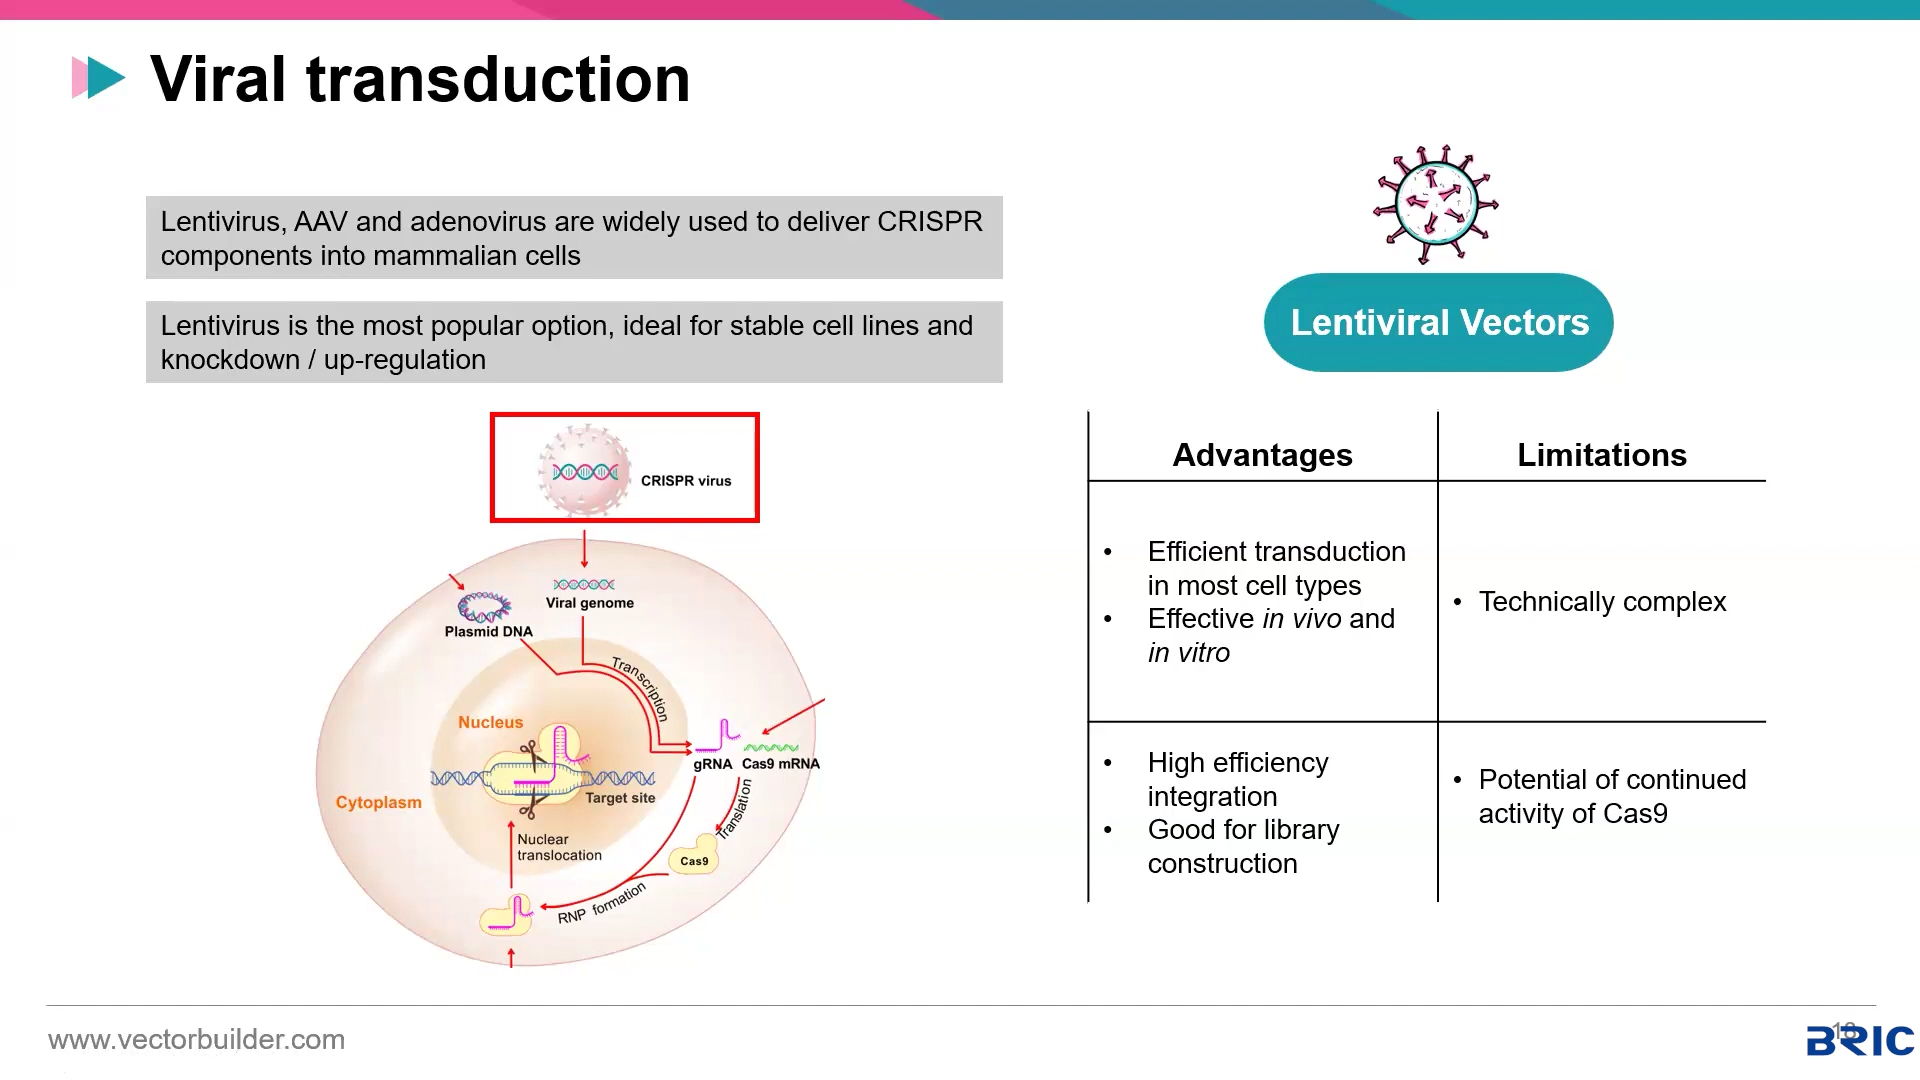 Viral transduction
Lentivirus, AAV and adenovirus are widely used to deliver CRISPR
components into mammalian cells
Lentivirus is the most popular option, ideal for stable cell lines and
knockdown / up-regulation
CRISPR virus
Viral genome
Plasmid DNA
Transcription
Nucleus
gRNA
Cas9 mRNA
Target site
Cytoplasm
Translation
Nuclear
translocation
Cas9
RNP formation
Lentiviral Vectors
Advantages
Limitations
• Efficient transduction
in most cell types
• Effective in vivo and
in vitro
• Technically complex
• High efficiency
integration
• Good for library
construction
• Potential of continued
activity of Cas9
www.vectorbuilder.com
18
BRIC